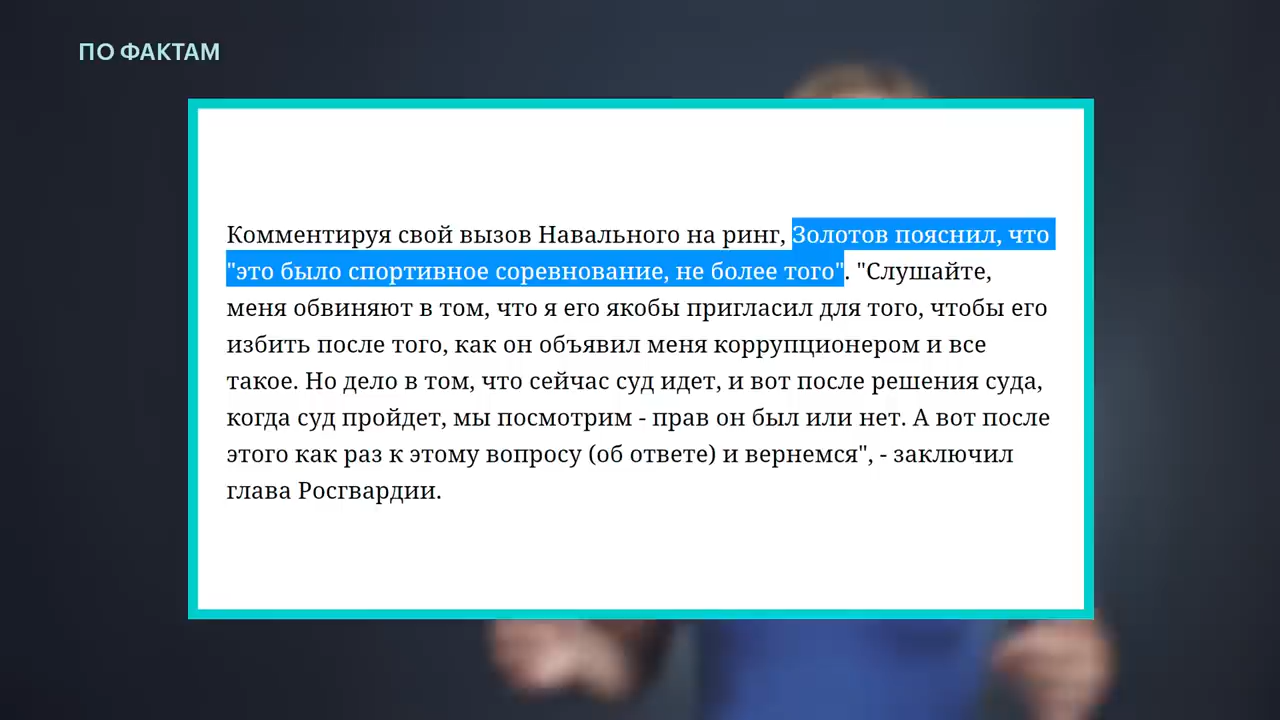 ПО ФАКТАМ
Комментируя свой вызов Навального на ринг, Золотов пояснил, что
"это было спортивное соревнование, не более того". "Слушайте,
меня обвиняют в том, что я его якобы пригласил для того, чтобы его
избить после того, как он объявил меня коррупционером и все
такое. Но дело в том, что сейчас суд идет, и вот после решения суда,
когда суд пройдет, мы посмотрим - прав он был или нет. А вот после
этого как раз к этому вопросу (об ответе) и вернемся", - заключил
глава Росгвардии.